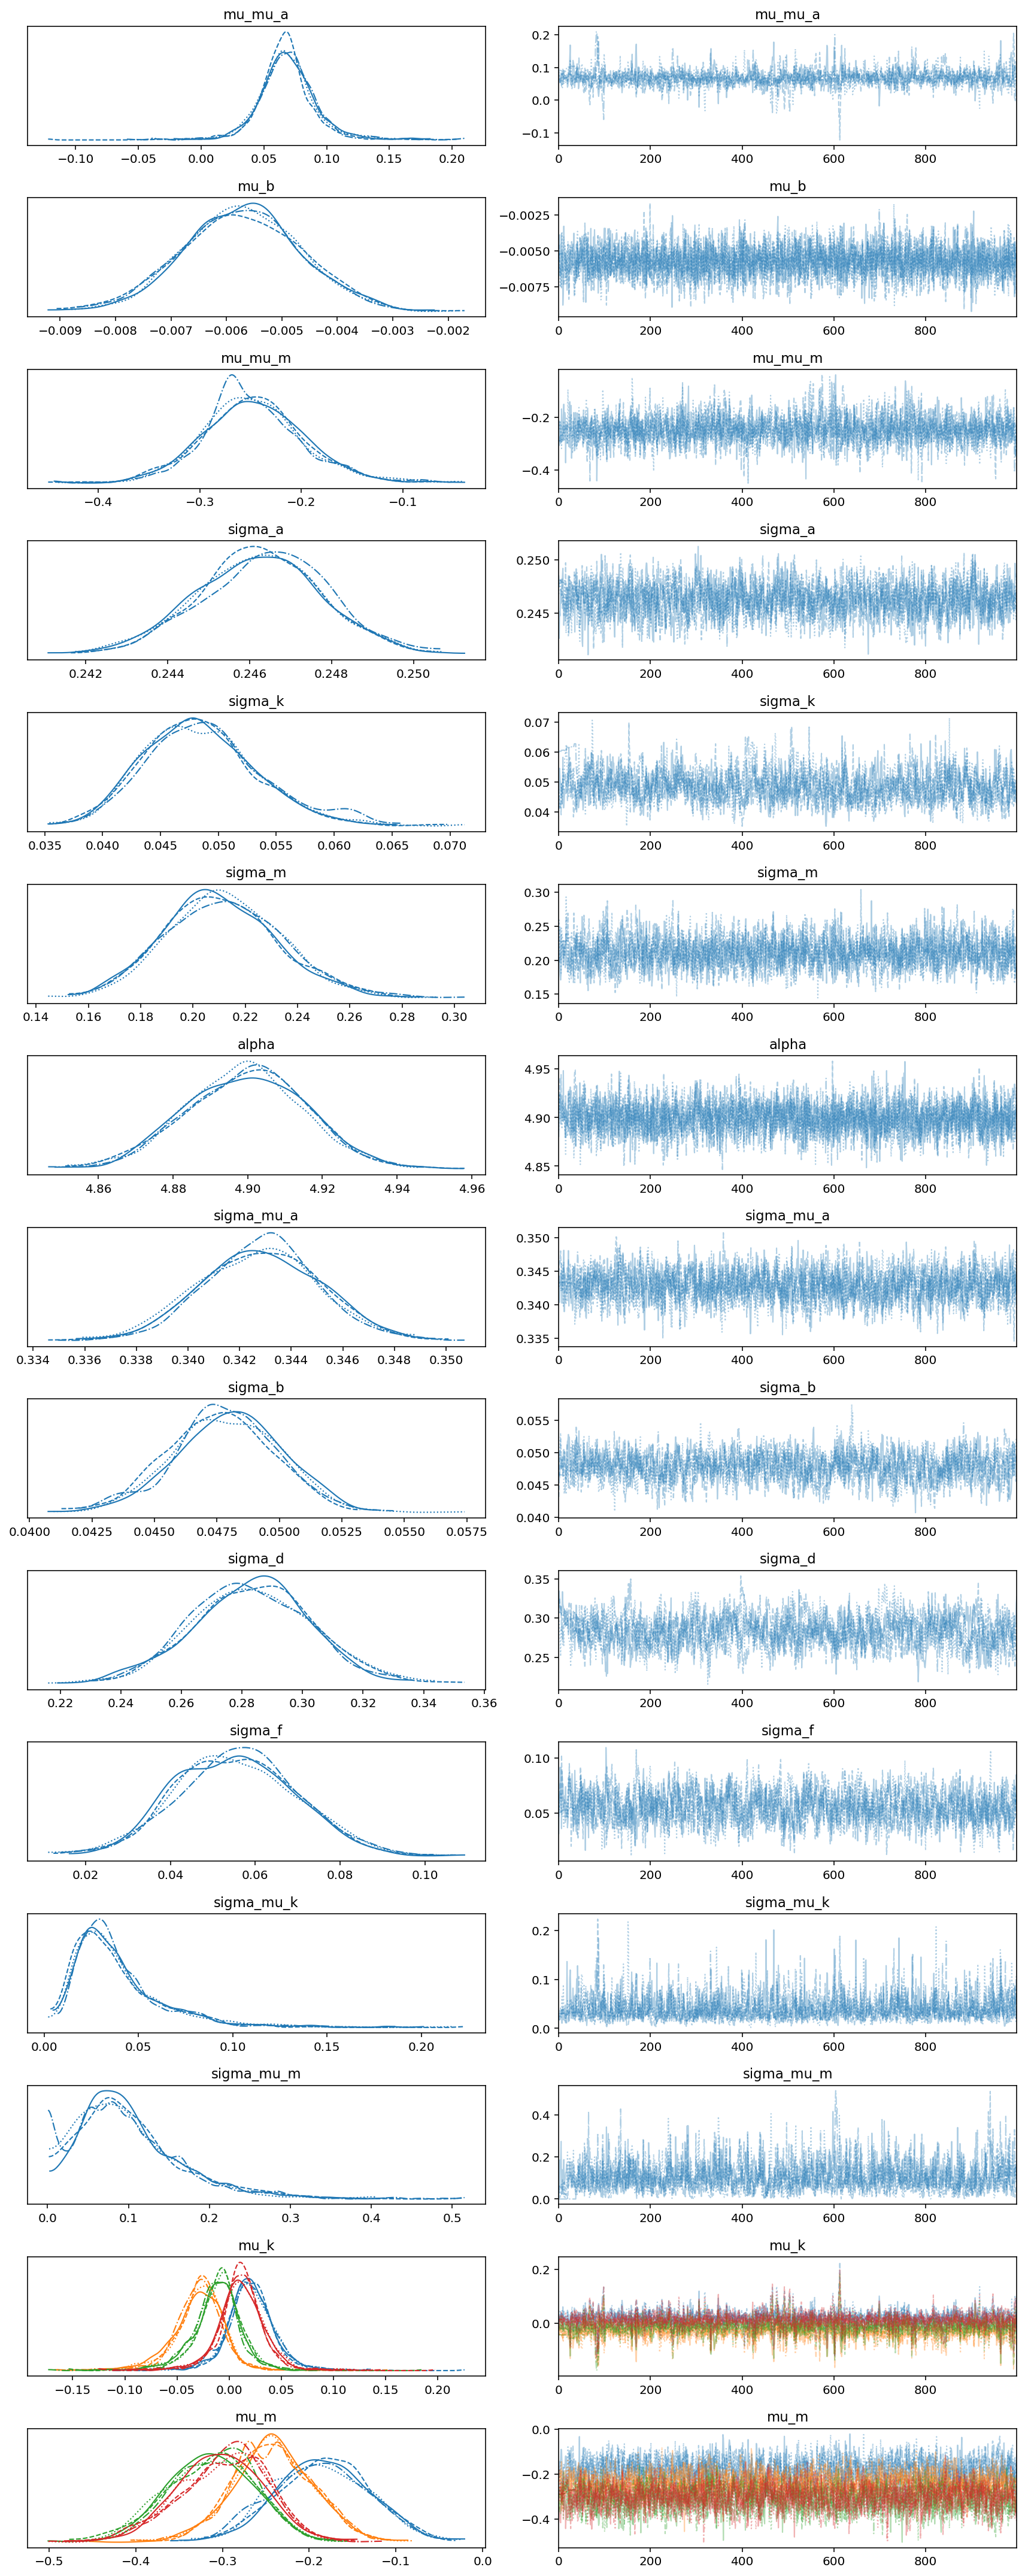 mu_mu_a mu_mu_a
0.2
0.1
0.0
−0.1
−0.10 −0.05 0.00 0.05 0.10 0.15 0.20 0 200 400 600 800
mu_b mu_b
−0.0025
−0.0050
−0.0075
−0.009 −0.008 −0.007 −0.006 −0.005 −0.004 −0.003 −0.002 0 200 400 600 800
mu_mu_m mu_mu_m
−0.2
−0.4
−0.4 −0.3 −0.2 −0.1 0 200 400 600 800
sigma_a sigma_a
0.250
0.245
0.242 0.244 0.246 0.248 0.250 0 200 400 600 800
sigma_k sigma_k
0.07
0.06
0.05
0.04
0.035 0.040 0.045 0.050 0.055 0.060 0.065 0.070 0 200 400 600 800
sigma_m sigma_m
0.30
0.25
0.20
0.15
0.14 0.16 0.18 0.20 0.22 0.24 0.26 0.28 0.30 0 200 400 600 800
alpha alpha
4.95
4.90
4.85
4.86 4.88 4.90 4.92 4.94 4.96 0 200 400 600 800
sigma_mu_a sigma_mu_a
0.350
0.345
0.340
0.335
0.334 0.336 0.338 0.340 0.342 0.344 0.346 0.348 0.350 0 200 400 600 800
sigma_b sigma_b
0.055
0.050
0.045
0.040
0.0400 0.0425 0.0450 0.0475 0.0500 0.0525 0.0550 0.0575 0 200 400 600 800
sigma_d sigma_d
0.35
0.30
0.25
0.22 0.24 0.26 0.28 0.30 0.32 0.34 0.36 0 200 400 600 800
sigma_f sigma_f
0.10
0.05
0.02 0.04 0.06 0.08 0.10 0 200 400 600 800
sigma_mu_k sigma_mu_k
0.2
0.1
0.0
0.00 0.05 0.10 0.15 0.20 0 200 400 600 800
sigma_mu_m sigma_mu_m
0.4
0.2
0.0
0.0 0.1 0.2 0.3 0.4 0.5 0 200 400 600 800
mu_k mu_k
0.2
0.0
−0.15 −0.10 −0.05 0.00 0.05 0.10 0.15 0.20 0 200 400 600 800
mu_m mu_m
0.0
−0.2
−0.4
−0.5 −0.4 −0.3 −0.2 −0.1 0.0 0 200 400 600 800